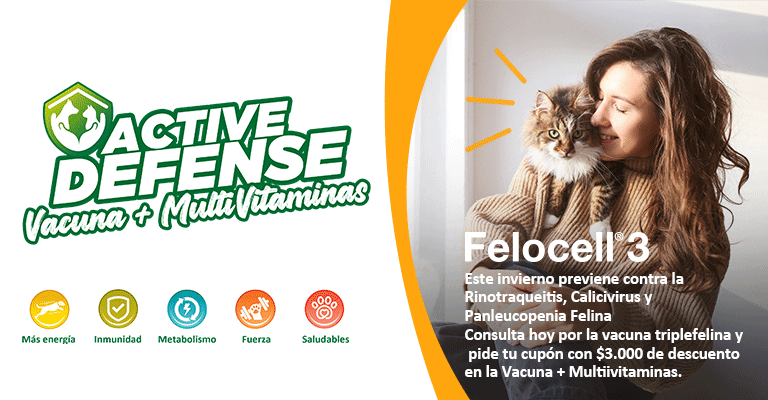 ACTIVE
DEFENSE
Vacuna + MultiVitaminas
Más energía
Inmunidad
Metabolismo
Fuerza
Saludables
Felocell® 3
Este invierno previene contra la
Rinotraqueitis, Calicivirus y
Panleucopenia Felina
Consulta hoy por la vacuna triplefelina y
pide tu cupón con $3.000 de descuento
en la Vacuna + Multiivitaminas.